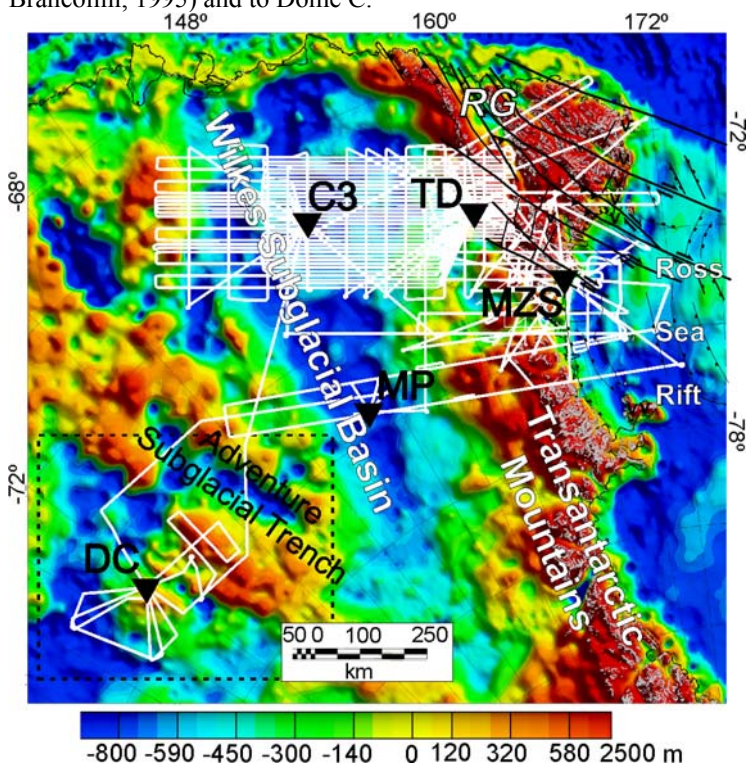 Brancolini, 1995) and to Dome C.
148º 160º 172º
RG
-72º
Wilkes Subglacial Basin
C3
TD
-68º
Ross
MZS
Sea
MP
Rift
-78º
Adventure
Subglacial Trench
Transantarctic
Mountains
-72º
DC
50 0 100 250
km
-800 -590 -450 -300 -140 0 120 320 580 2500 m